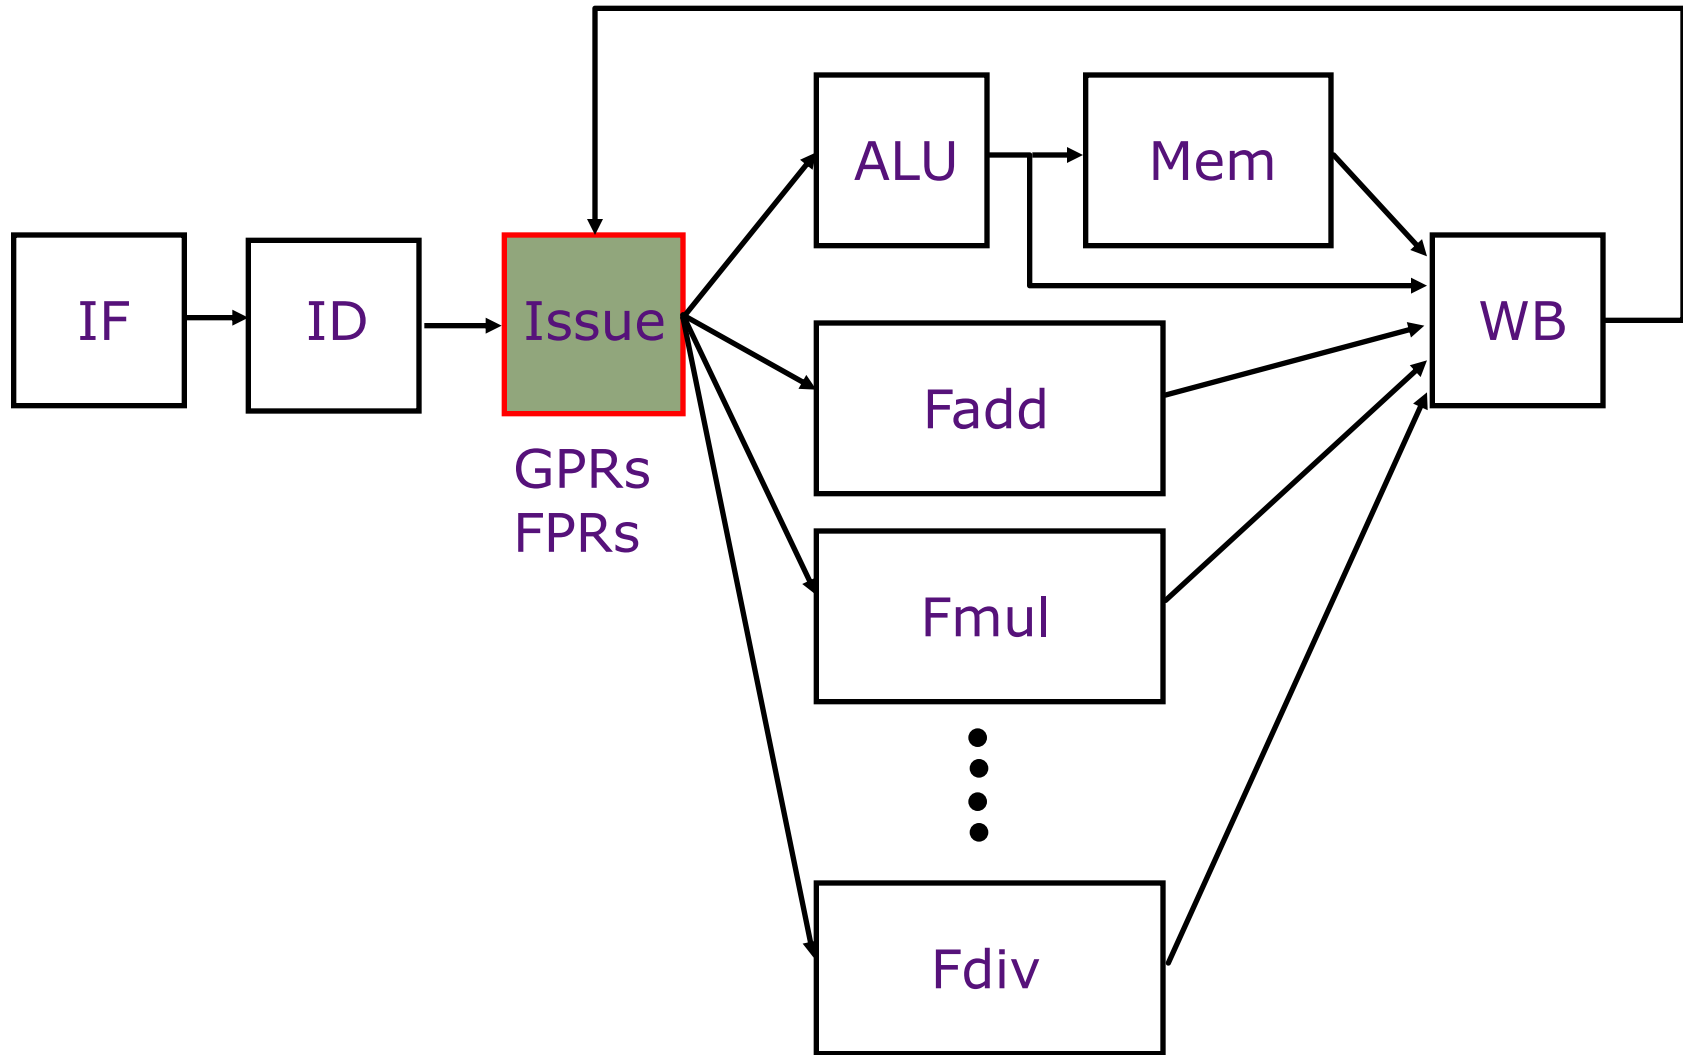 IF
ID
Issue
GPRs
FPRs
ALU
Mem
Fadd
Fmul
Fdiv
WB